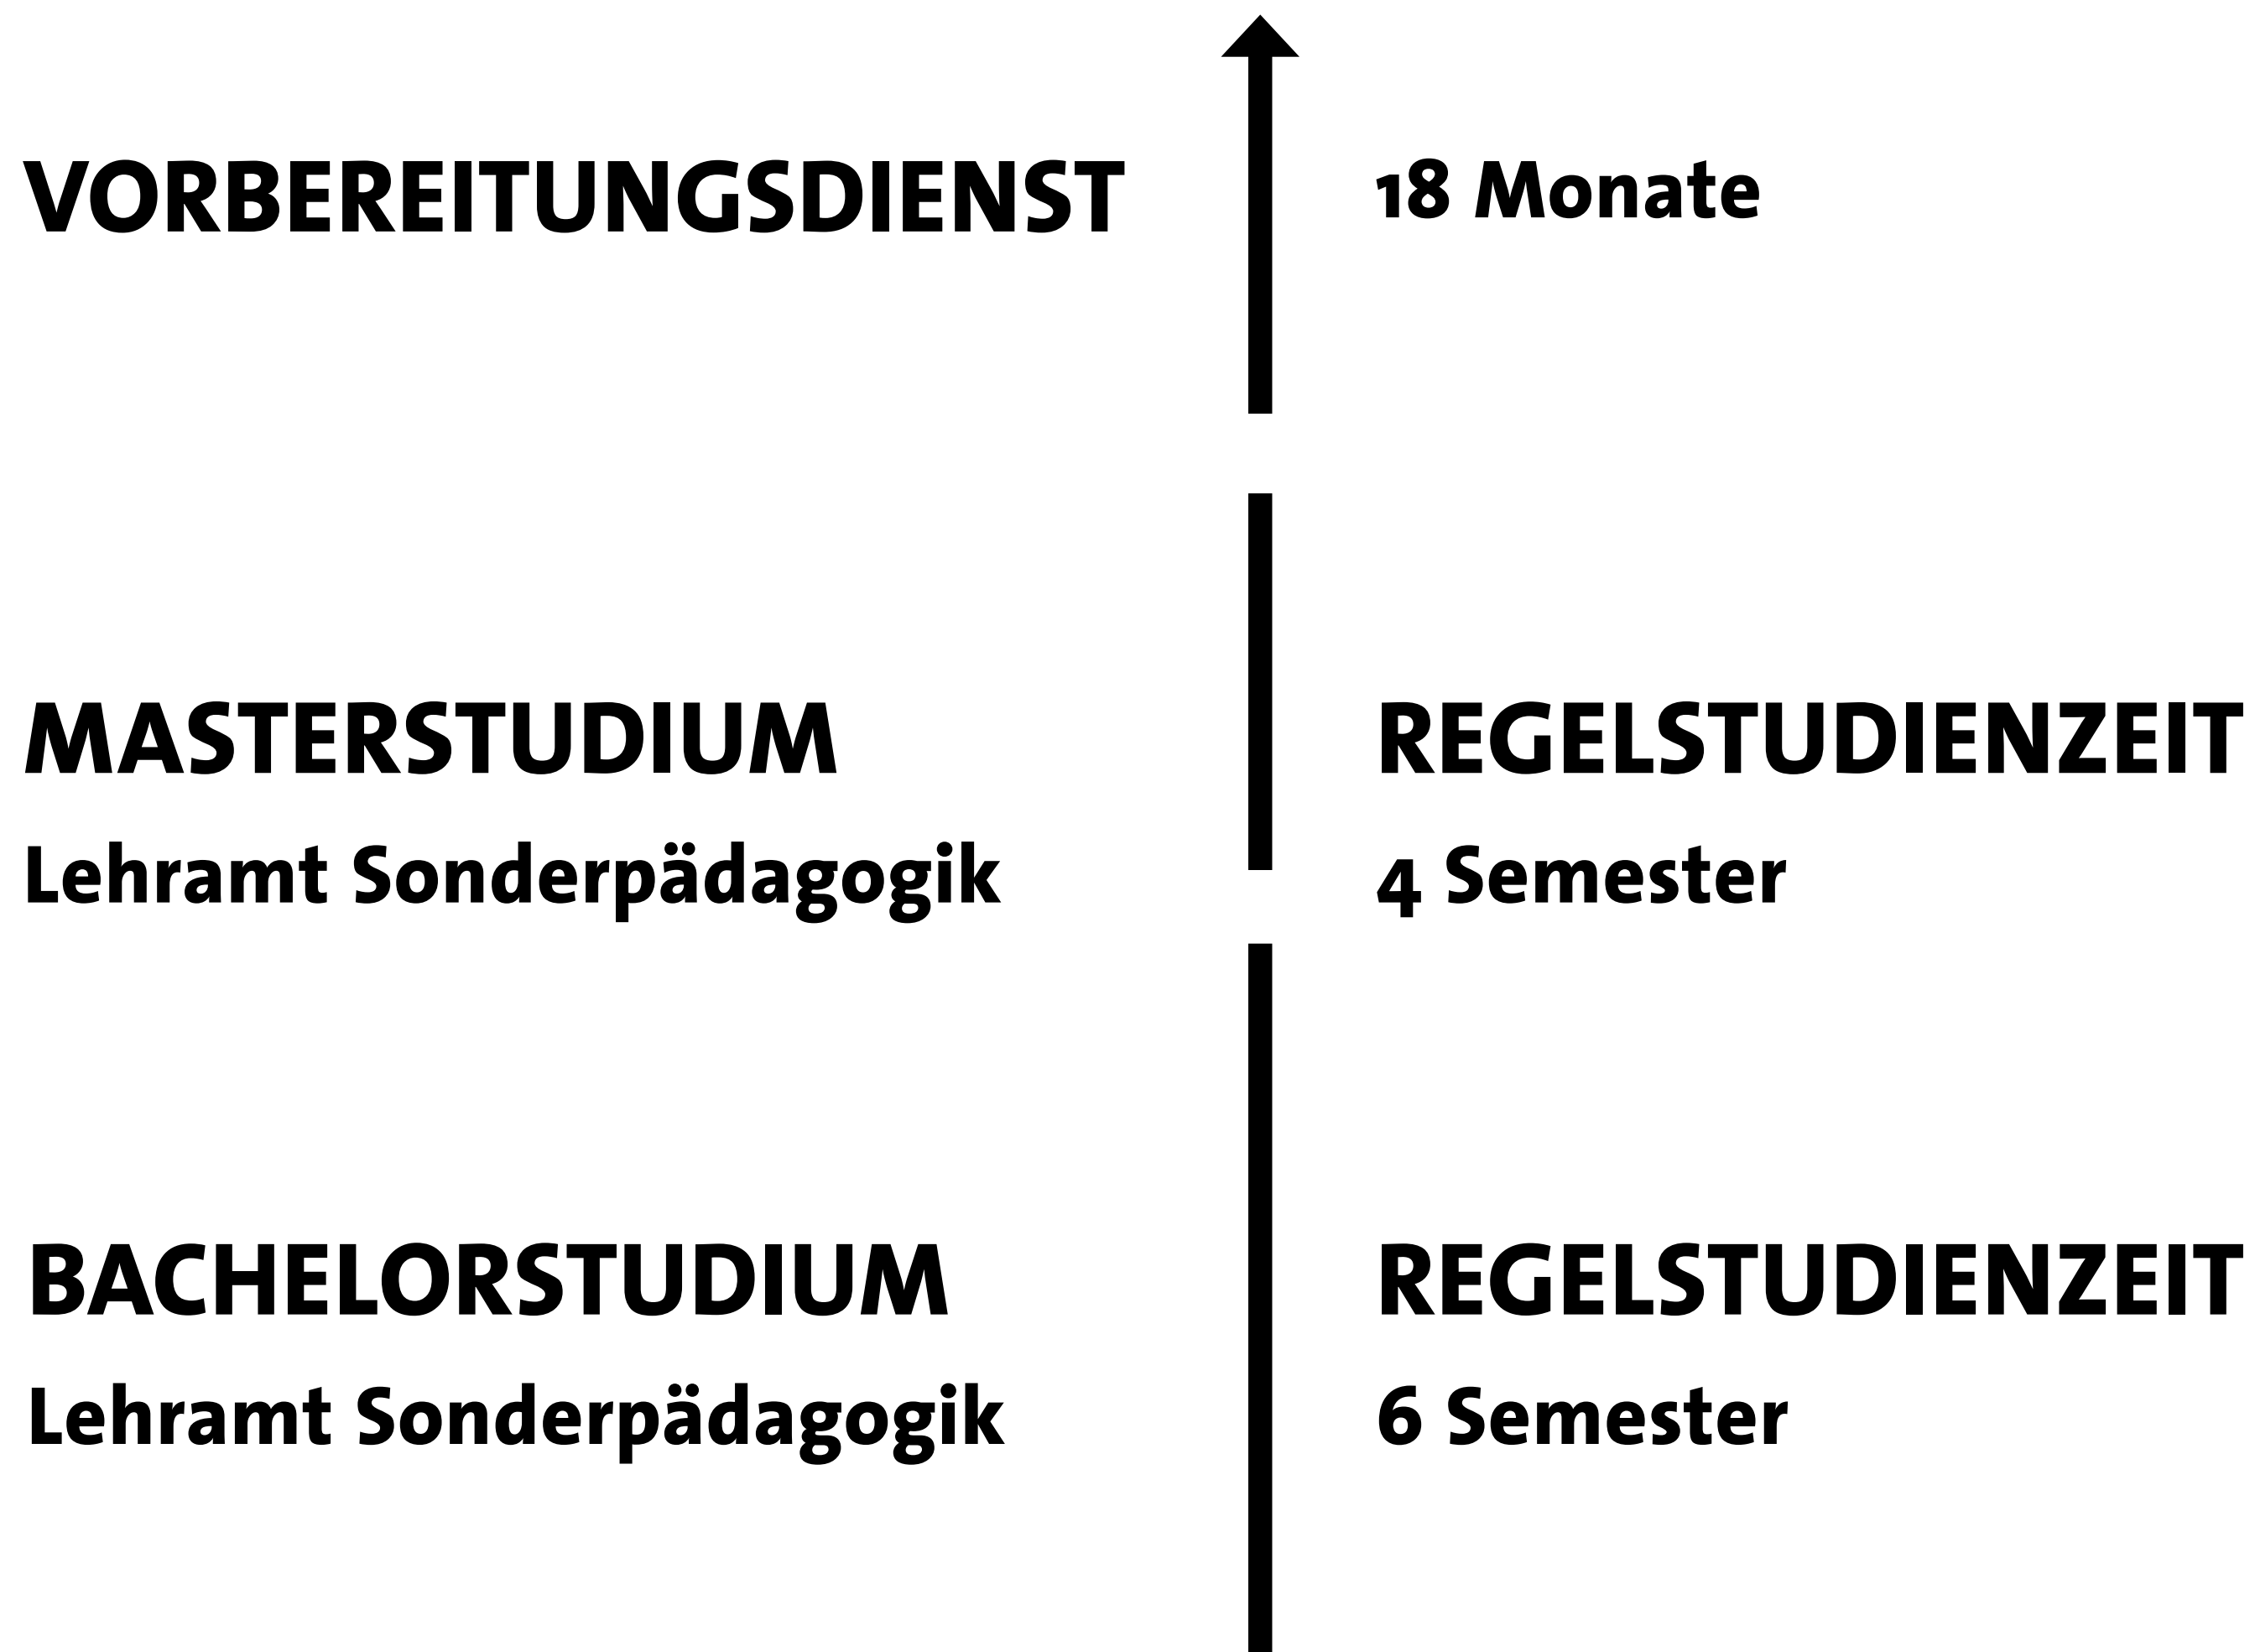 VORBEREITUNGSDIENST
18 Monate
MASTERSTUDIUM
Lehramt Sonderpädagogik
REGELSTUDIENZEIT
4 Semester
BACHELORSTUDIUM
Lehramt Sonderpädagogik
REGELSTUDIENZEIT
6 Semester